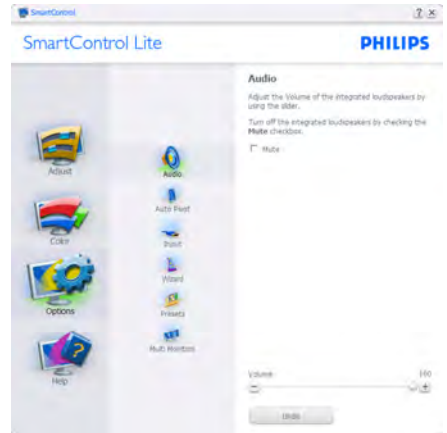 SmartControl
SmartControl Lite
PHILIPS
Adjust
Color
Options
Help
Audio
Auto Pivot
Input
Wizard
Presets
Multi Monitors
Audio
Adjust the Volume of the integrated loudspeakers by
using the slider.
Turn off the integrated loudspeakers by checking the
Mute checkbox.
Mute
Volume
100
Undo